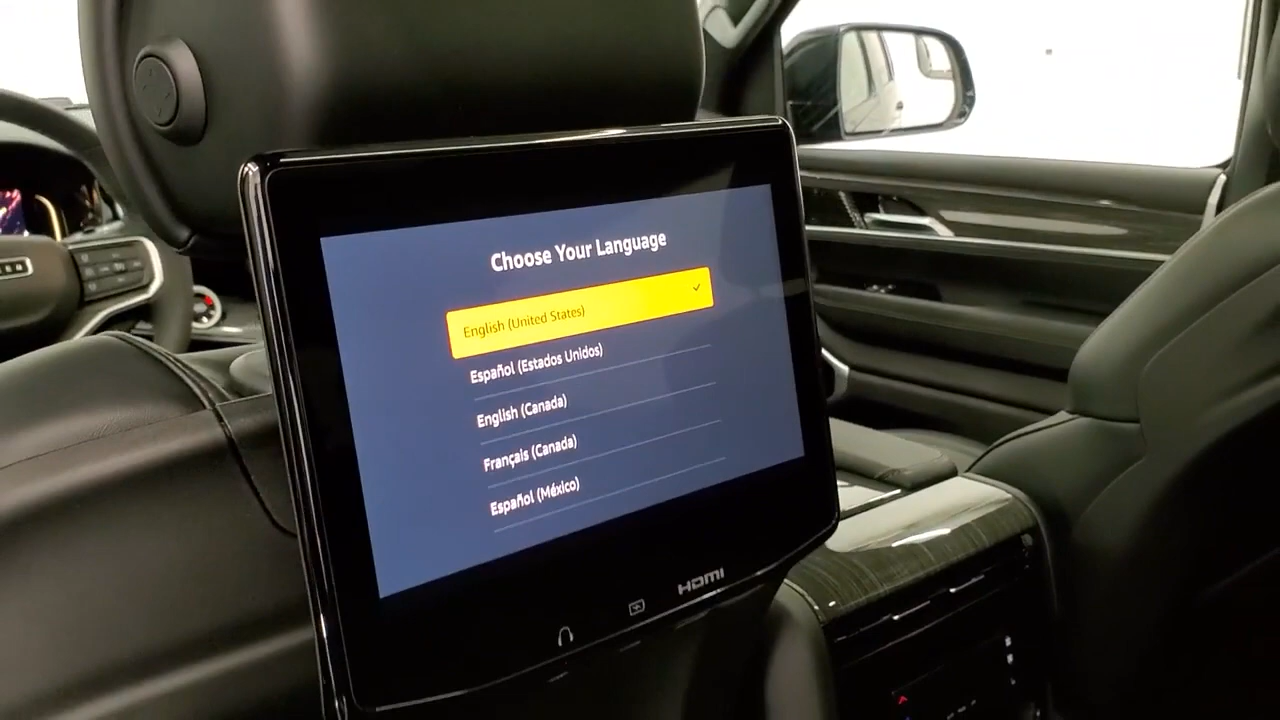 Choose Your Language
English (United States)
Español (Estados Unidos)
English (Canada)
Français (Canada)
Español (México)
HDMI